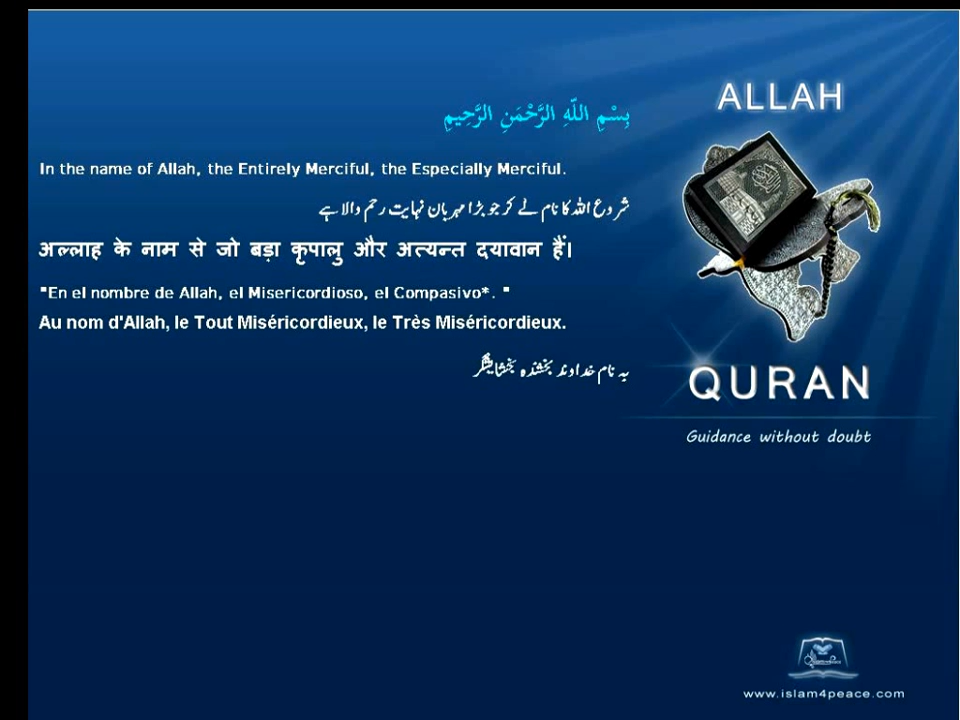 بِسْمِ اللّهِ الرَّحْمَنِ الرَّحِيمِ
In the name of Allah, the Entirely Merciful, the Especially Merciful.
شروع الله کا نام لے کر جو بڑا مہربان نہایت رحم والا ہے
अल्लाह के नाम से जो बड़ा कृपालु और अत्यन्त दयावान हैं।
"En el nombre de Allah, el Misericordioso, el Compasivo*. "
Au nom d'Allah, le Tout Miséricordieux, le Très Miséricordieux.
به نام خداوند بخشنده بخشایشگر
ALLAH
QURAN
Guidance without doubt
www.islam4peace.com